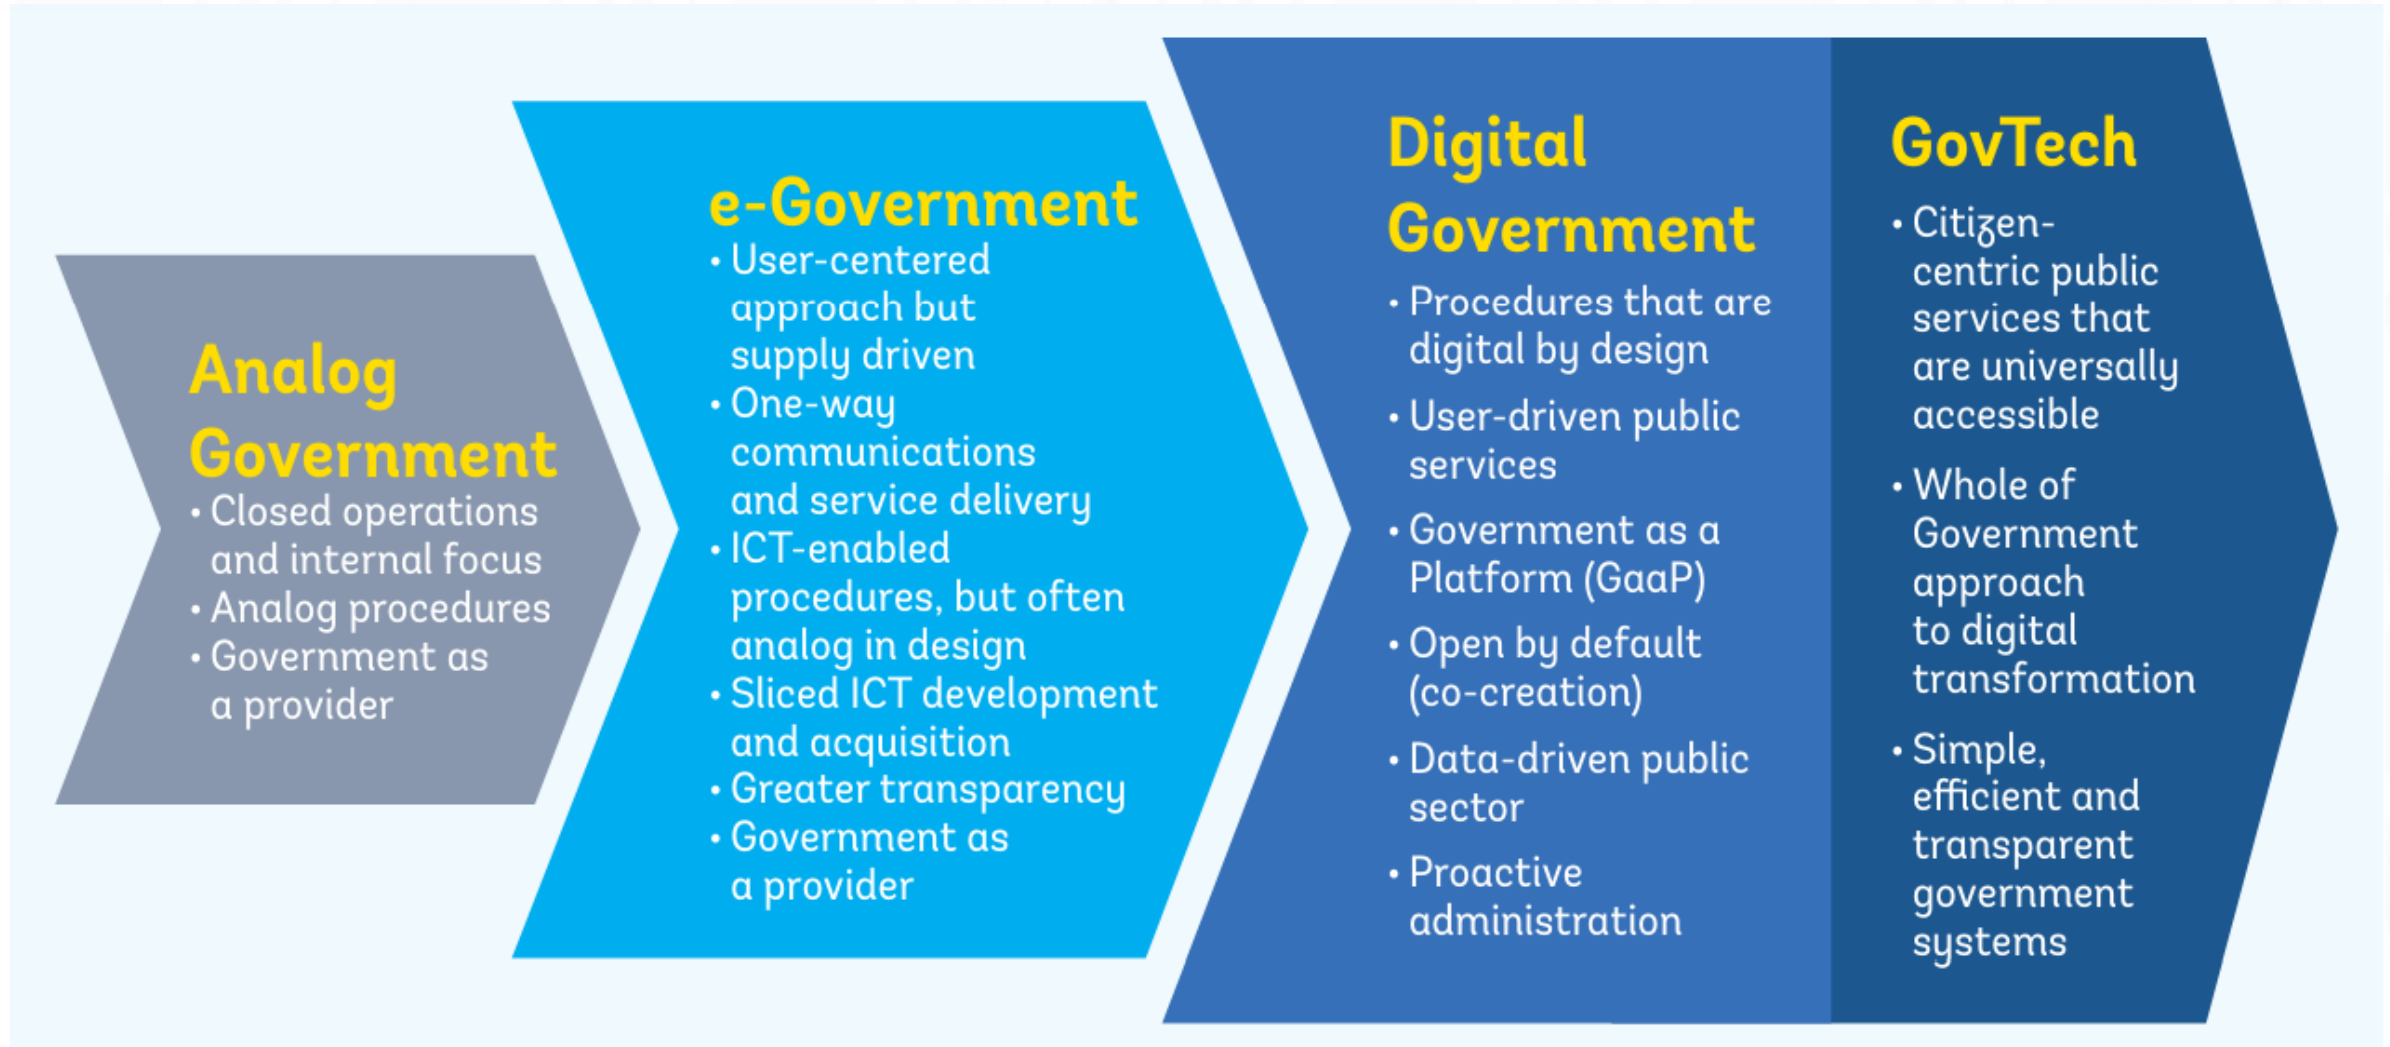 Analog
Government
• Closed operations
and internal focus
• Analog procedures
• Government as
a provider
e-Government
• User-centered
approach but
supply driven
• One-way
communications
and service delivery
• ICT-enabled
procedures, but often
analog in design
• Sliced ICT development
and acquisition
• Greater transparency
• Government as
a provider
Digital
Government
• Procedures that are
digital by design
• User-driven public
services
• Government as a
Platform (GaaP)
• Open by default
(co-creation)
• Data-driven public
sector
• Proactive
administration
GovTech
• Citizen-
centric public
services that
are universally
accessible
• Whole of
Government
approach
to digital
transformation
• Simple,
efficient and
transparent
government
systems